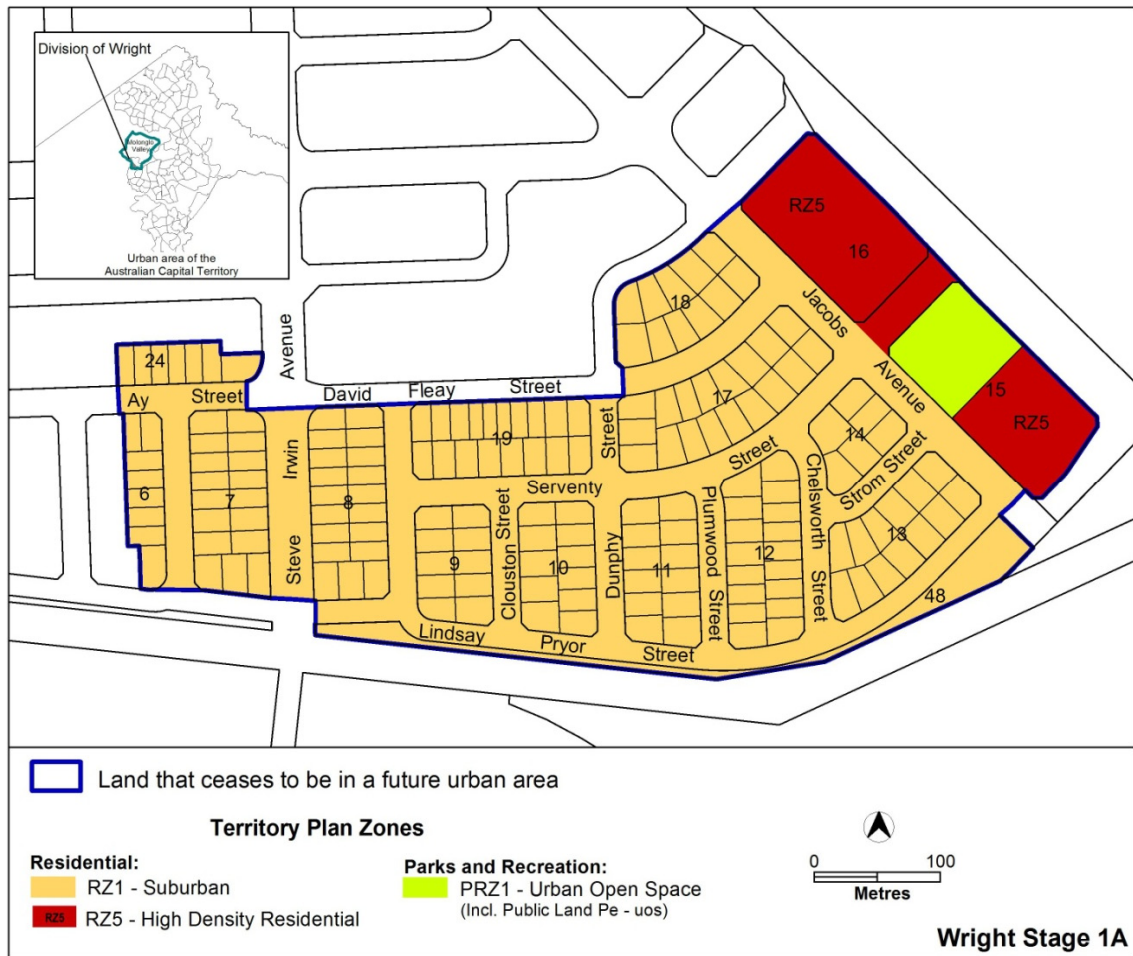 Division of Wright
Molonglo
Valley
Urban area of the
Australian Capital Territory
RZ5
16
18
Jacobs
Avenue
24
Avenue
Ay
Street
David
Fleay
Street
15
RZ5
17
14
19
Street
Street
6
7
Irwin
8
Serventy
Chelsworth
Strom Street
Clouston
Street
Plumwood
13
9
10
Dunphy
11
12
Steve
Street
Street
48
Lindsay
Pryor
Street
Land that ceases to be in a future urban area
Territory Plan Zones
Residential:
RZ1 - Suburban
RZ5
RZ5 - High Density Residential
Parks and Recreation:
PRZ1 - Urban Open Space
(Incl. Public Land Pe - uos)
0
100
Metres
Wright Stage 1A